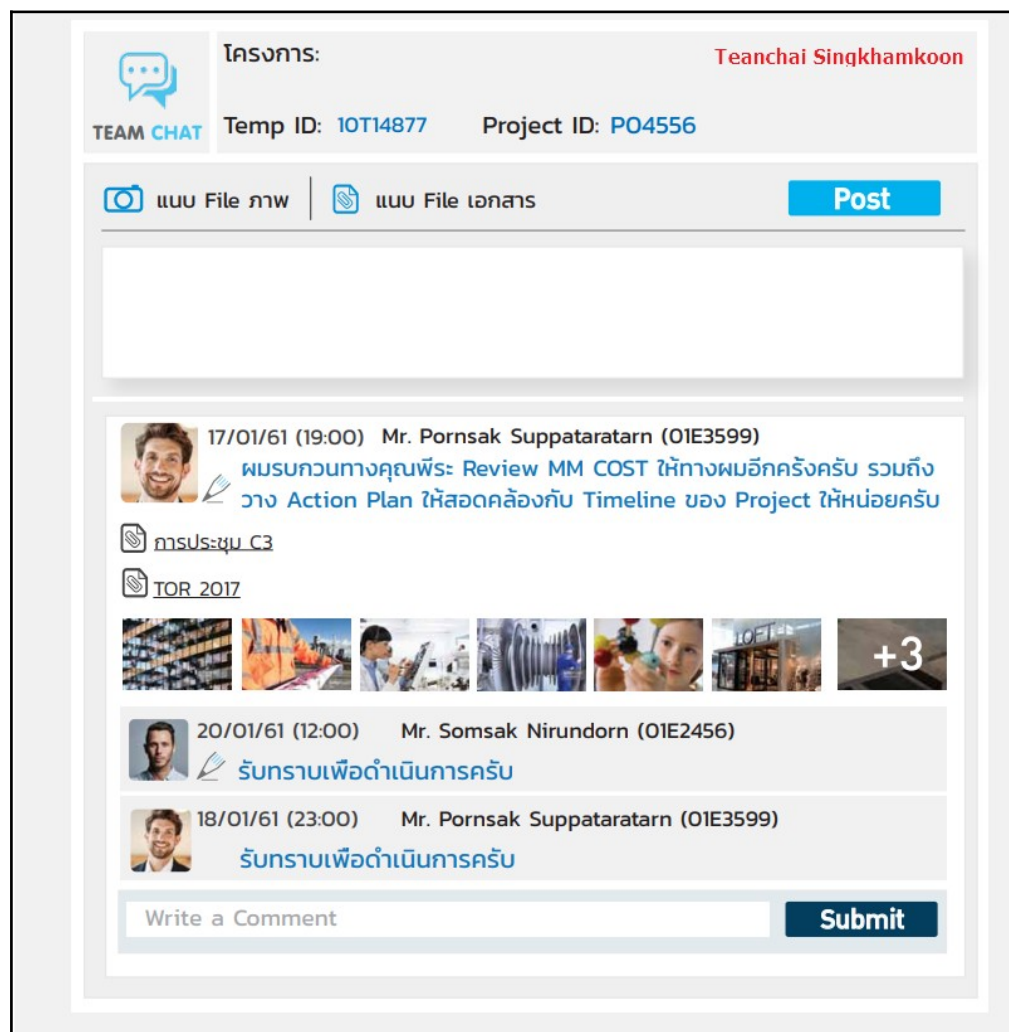 โครงการ:
Teanchai Singkhamkoon
TEAM CHAT
Temp ID: 10T14877 Project ID: PO4556
แนบ File ภาพ แนบ File เอกสาร Post
17/01/61 (19:00) Mr. Pornsak Suppataratarn (01E3599)
ผมรบกวนทางคุณพีระ Review MM COST ให้ทางผมอีกครั้งครับ รวมถึง
วาง Action Plan ให้สอดคล้องกับ Timeline ของ Project ให้หน่อยครับ
การประชุม C3
TOR 2017
LOFT
+3
20/01/61 (12:00) Mr. Somsak Nirundorn (01E2456)
รับทราบเพื่อดำเนินการครับ
18/01/61 (23:00) Mr. Pornsak Suppataratarn (01E3599)
รับทราบเพื่อดำเนินการครับ
Write a Comment Submit